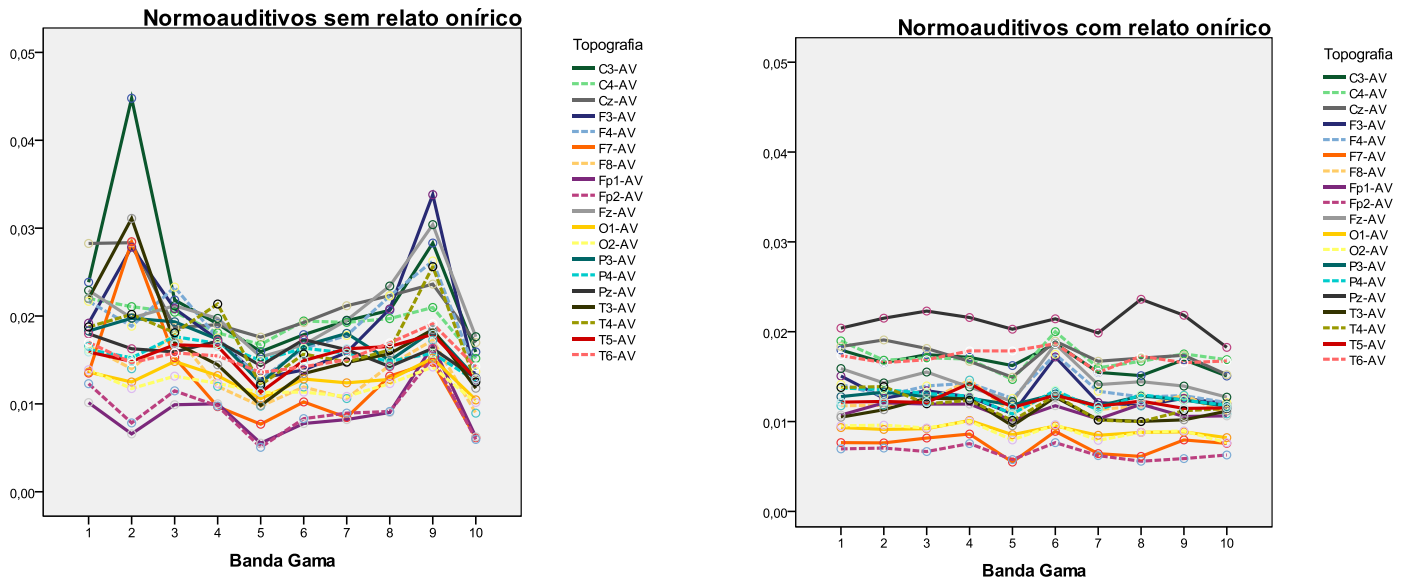 Normoauditivos sem relato onírico
0,05
0,04
0,03
0,02
0,01
0,00
1 2 3 4 5 6 7 8 9 10
Banda Gama
Topografia
C3-AV
C4-AV
Cz-AV
F3-AV
F4-AV
F7-AV
F8-AV
Fp1-AV
Fp2-AV
Fz-AV
O1-AV
O2-AV
P3-AV
P4-AV
Pz-AV
T3-AV
T4-AV
T5-AV
T6-AV
Normoauditivos com relato onírico
0,05
0,04
0,03
0,02
0,01
0,00
1 2 3 4 5 6 7 8 9 10
Banda Gama
Topografia
C3-AV
C4-AV
Cz-AV
F3-AV
F4-AV
F7-AV
F8-AV
Fp1-AV
Fp2-AV
Fz-AV
O1-AV
O2-AV
P3-AV
P4-AV
Pz-AV
T3-AV
T4-AV
T5-AV
T6-AV